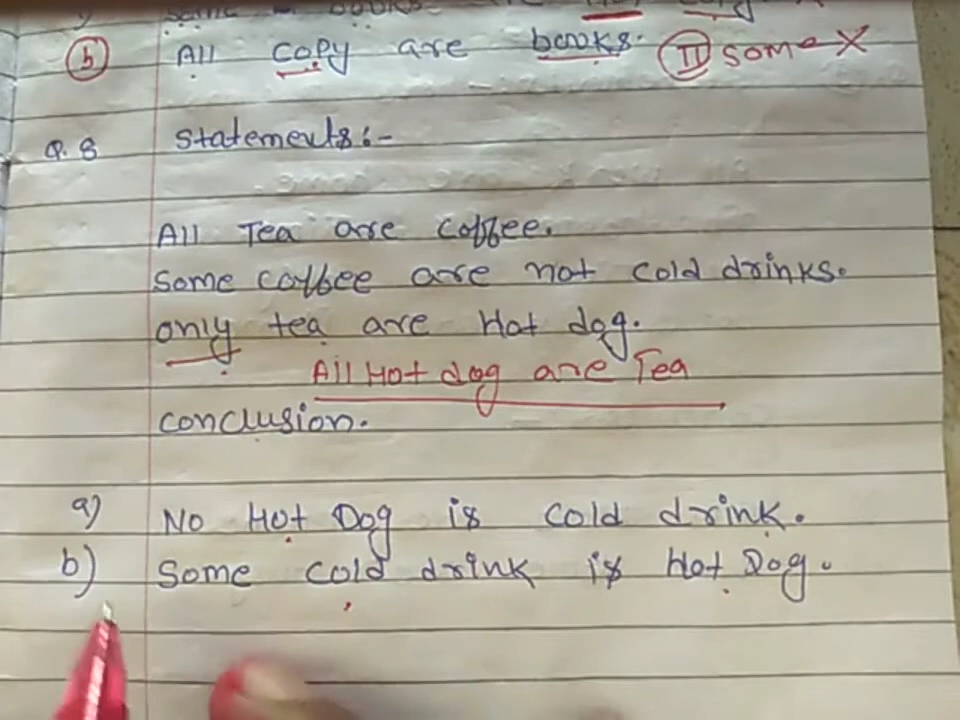 (b) All copy are books. (II) some X
Q.8 Statements:-
All Tea are coffee.
Some coffee are not cold drinks.
only tea are Hot dog.
All Hot dog are Tea
conclusion.
a) No Hot Dog is cold drink.
b) Some cold drink is Hot Dog.